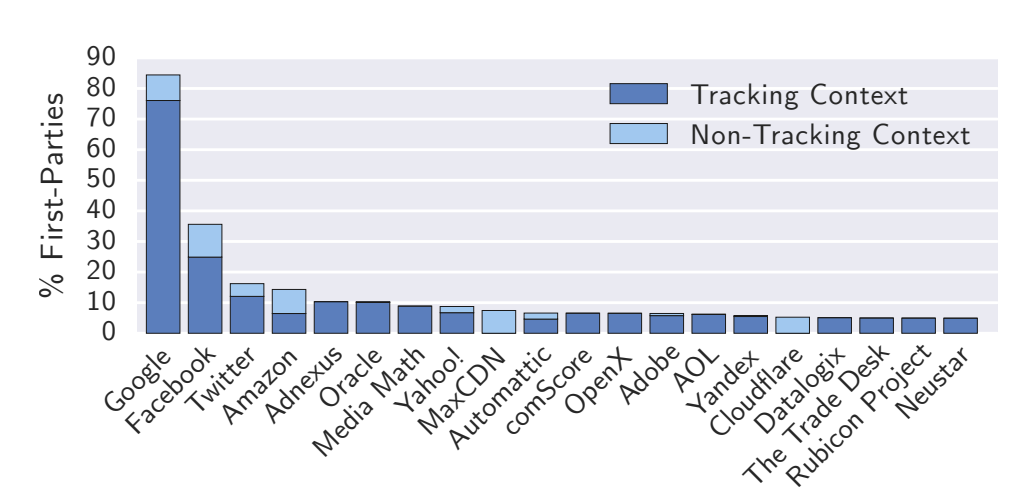 % First-Parties
90
80
70
60
50
40
30
20
10
0
Tracking Context
Non-Tracking Context
Google
Facebook
Twitter
Amazon
Adnexus
Oracle
Media Math
Yahoo!
MaxCDN
Automattic
comScore
OpenX
Adobe
AOL
Yandex
Cloudflare
Datalogix
The Trade Desk
Rubicon Project
Neustar